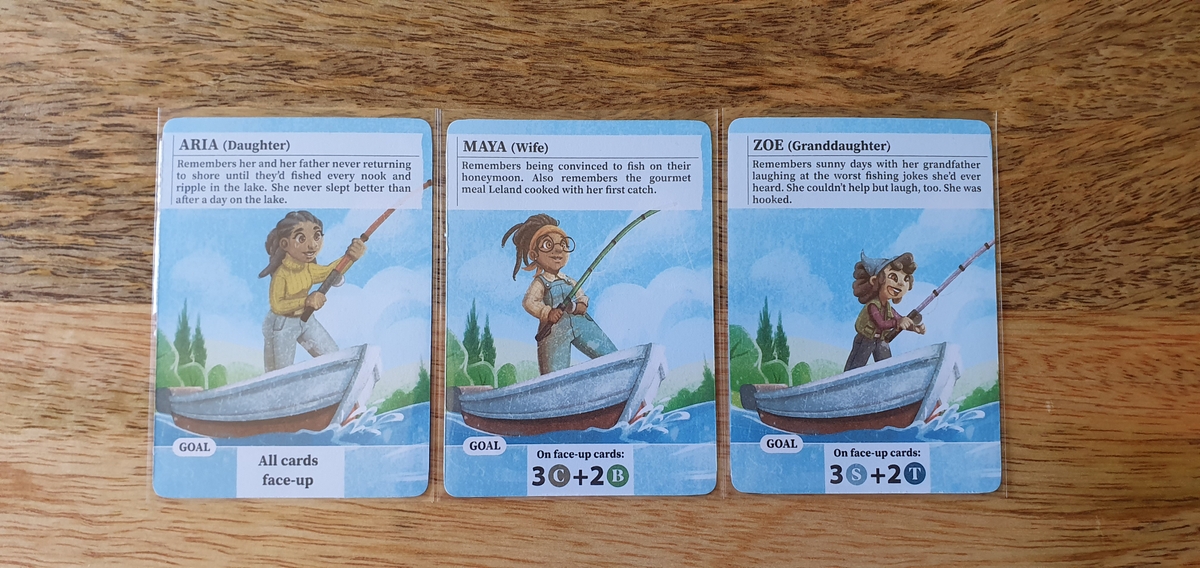 ARIA (Daughter)
Remembers her and her father never returning
to shore until they'd fished every nook and
ripple in the lake. She never slept better than
after a day on the lake.
GOAL
All cards
face-up
MAYA (Wife)
Remembers being convinced to fish on their
honeymoon. Also remembers the gourmet
meal Leland cooked with her first catch.
GOAL
On face-up cards:
3C+2B
ZOE (Granddaughter)
Remembers sunny days with her grandfather
laughing at the worst fishing jokes she'd ever
heard. She couldn't help but laugh, too. She was
hooked.
GOAL
On face-up cards:
3S+2T